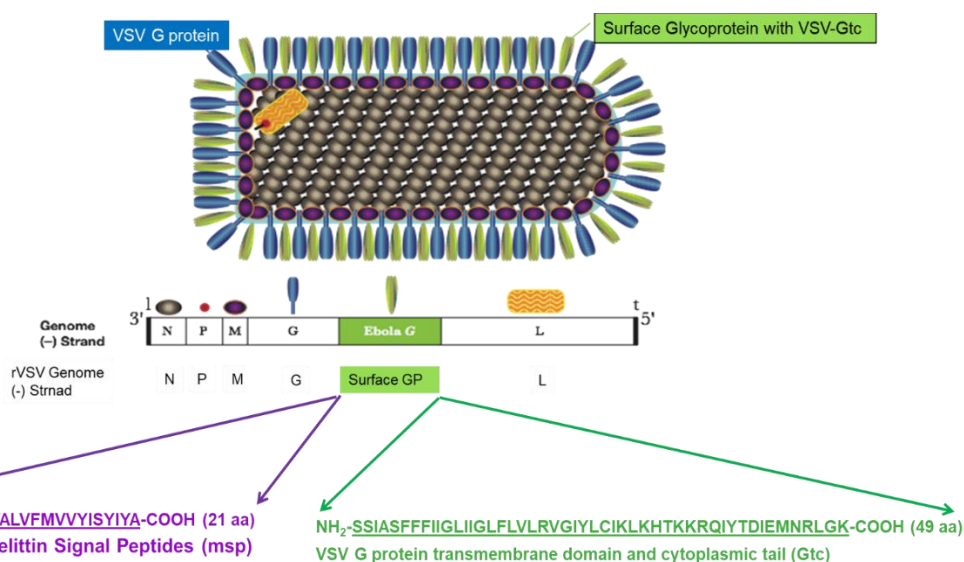 VSV G protein
Surface Glycoprotein with VSV-Gtc
l
t
3'
5'
Genome
(–) Strand
N P M G Ebola G L
rVSV Genome
(-) Strnad
N P M G Surface GP L
ALVFMVVYISYIYA-COOH (21 aa)
elittin Signal Peptides (msp)
NH2-SSIASFFFIIGLIIGLFLVLRVGIYLCIKLKHTKKRQIYTDIEMNRLGK-COOH (49 aa)
VSV G protein transmembrane domain and cytoplasmic tail (Gtc)